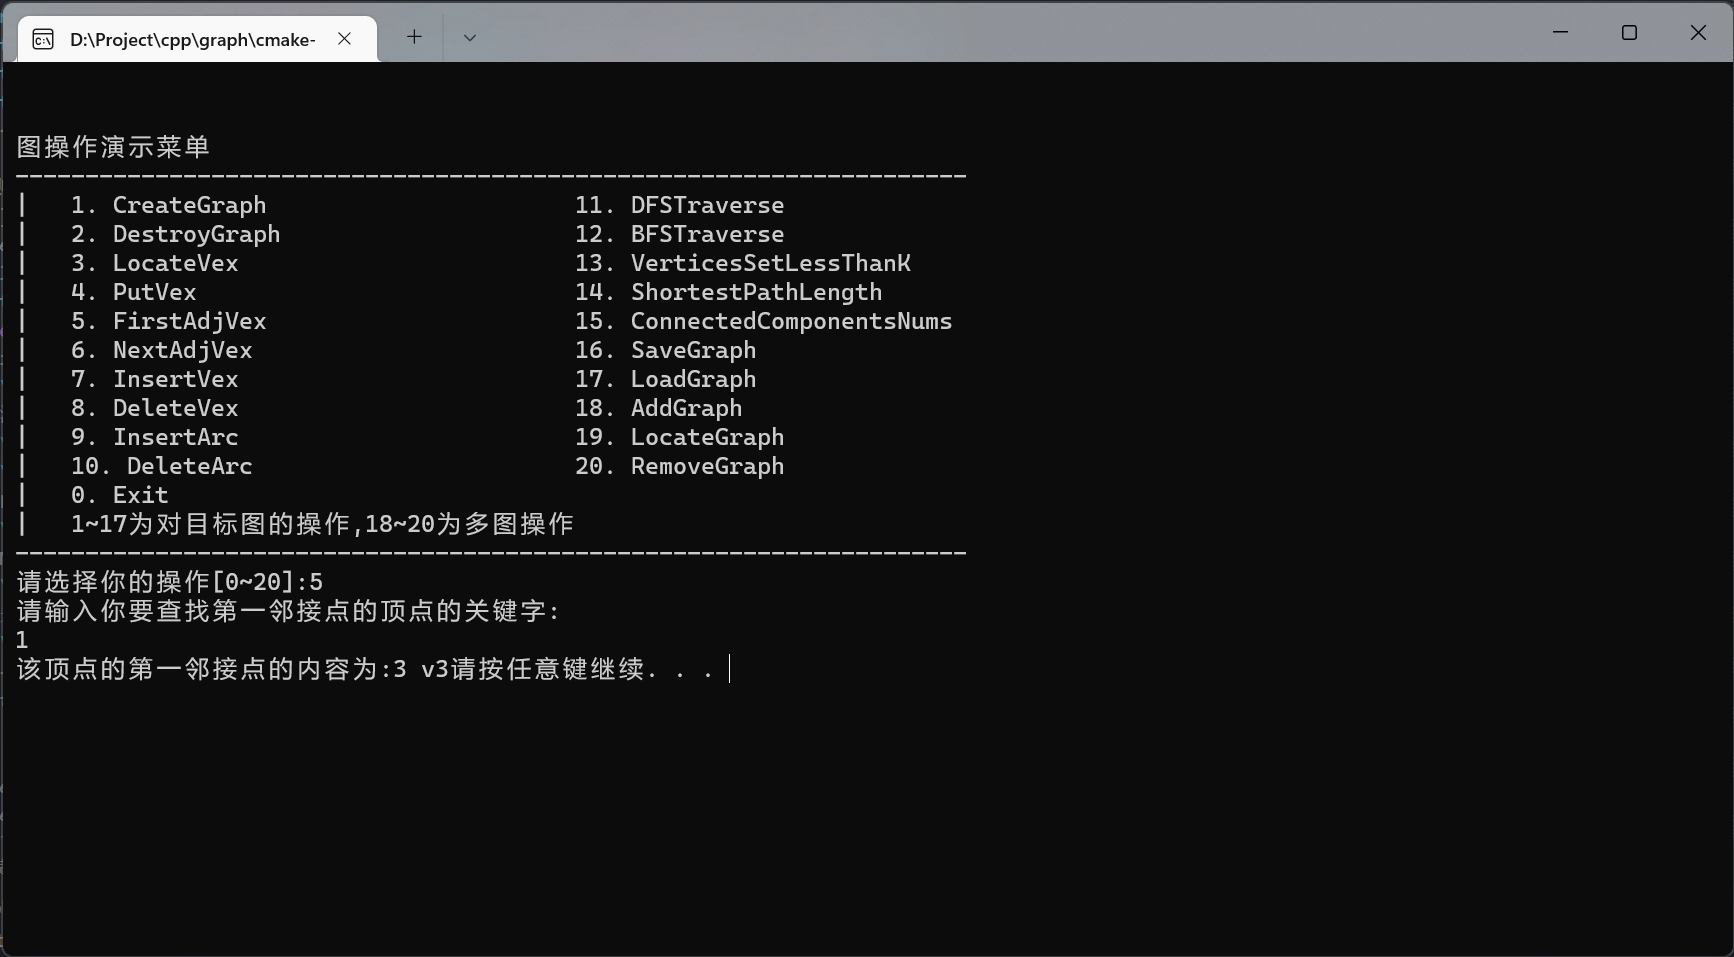 D:\Project\cpp\graph\cmake-
图操作演示菜单
--------------------------------------------------------------------
|   1. CreateGraph                      11. DFSTraverse
|   2. DestroyGraph                     12. BFSTraverse
|   3. LocateVex                        13. VerticesSetLessThanK
|   4. PutVex                           14. ShortestPathLength
|   5. FirstAdjVex                      15. ConnectedComponentsNums
|   6. NextAdjVex                       16. SaveGraph
|   7. InsertVex                        17. LoadGraph
|   8. DeleteVex                        18. AddGraph
|   9. InsertArc                        19. LocateGraph
|   10. DeleteArc                       20. RemoveGraph
|   0. Exit
|   1~17为对目标图的操作,18~20为多图操作
--------------------------------------------------------------------
请选择你的操作[0~20]:5
请输入你要查找第一邻接点的顶点的关键字:
1
该顶点的第一邻接点的内容为:3 v3请按任意键继续. . .